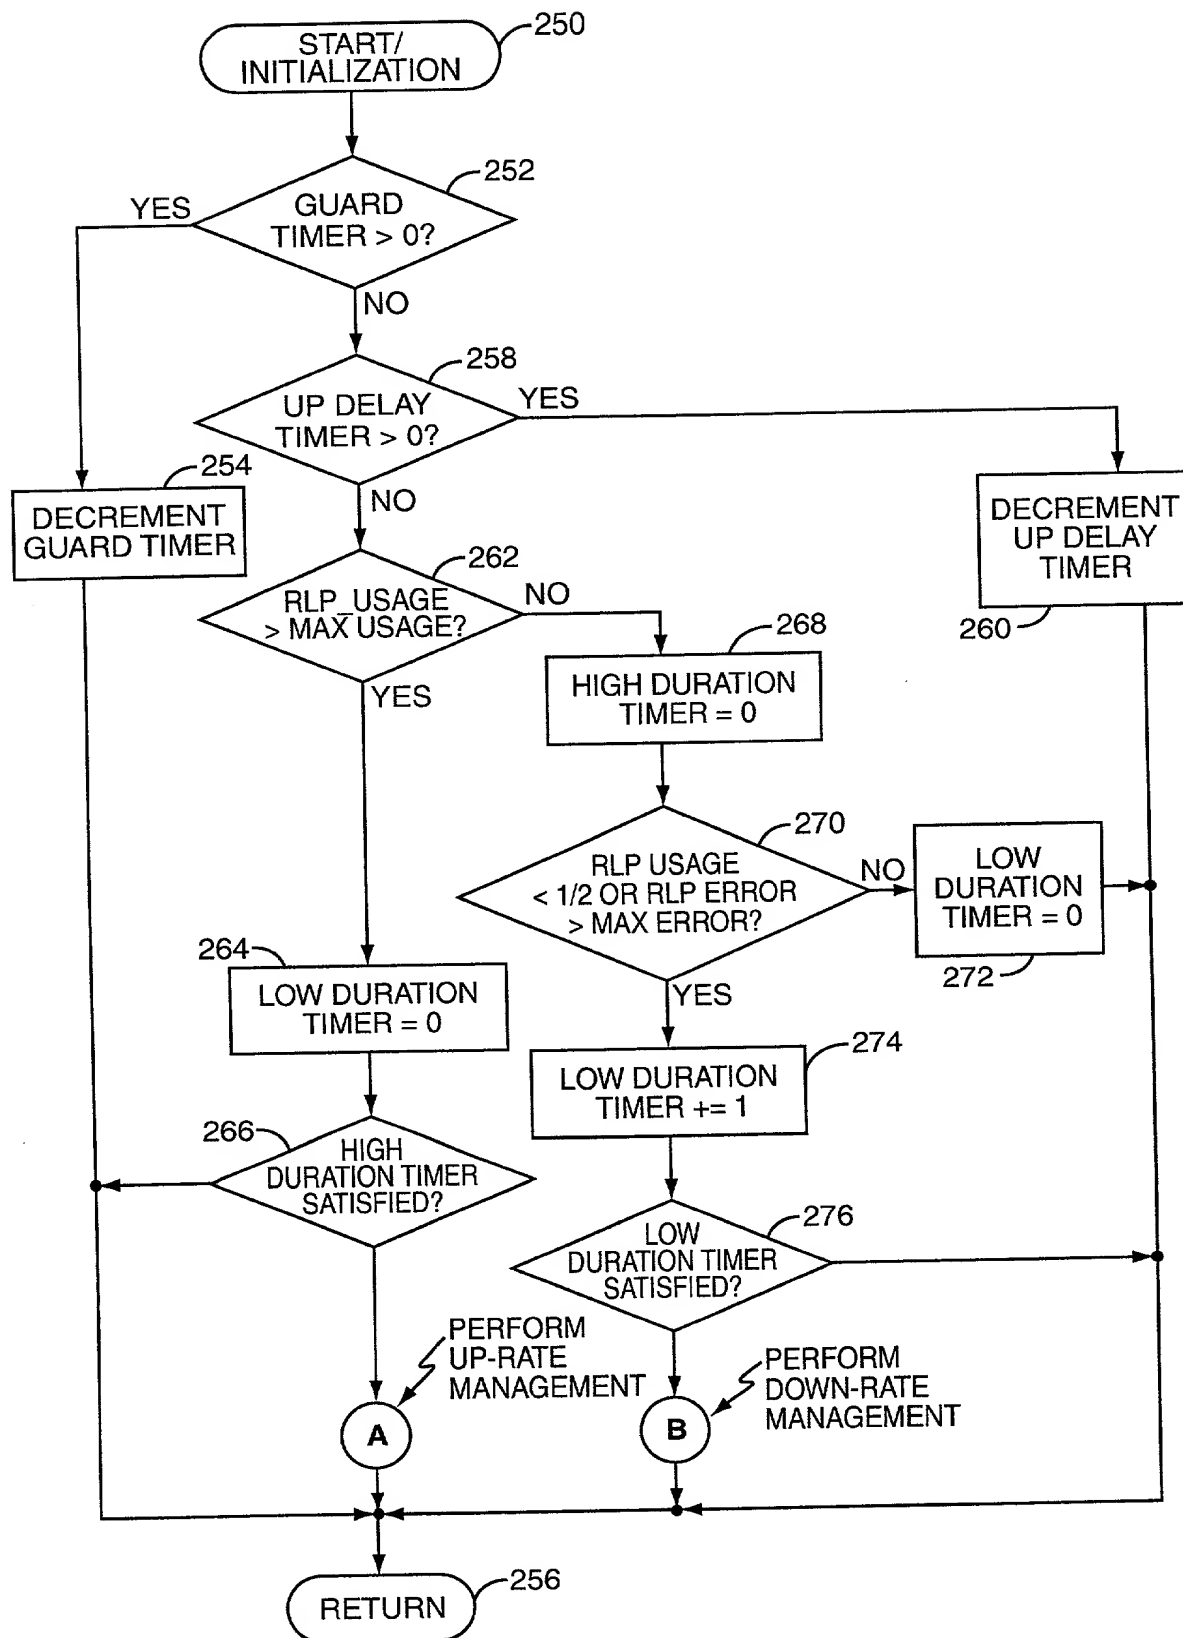 START/
INITIALIZATION
250
GUARD
TIMER > 0?
252
YES
NO
UP DELAY
TIMER > 0?
258
YES
NO
DECREMENT
GUARD TIMER
254
DECREMENT
UP DELAY
TIMER
260
RLP_USAGE
> MAX USAGE?
262
NO
YES
HIGH DURATION
TIMER = 0
268
RLP USAGE
< 1/2 OR RLP ERROR
> MAX ERROR?
270
NO
YES
LOW
DURATION
TIMER = 0
272
LOW DURATION
TIMER = 0
264
LOW DURATION
TIMER += 1
274
HIGH
DURATION TIMER
SATISFIED?
266
LOW
DURATION TIMER
SATISFIED?
276
PERFORM
UP-RATE
MANAGEMENT
A
PERFORM
DOWN-RATE
MANAGEMENT
B
RETURN
256